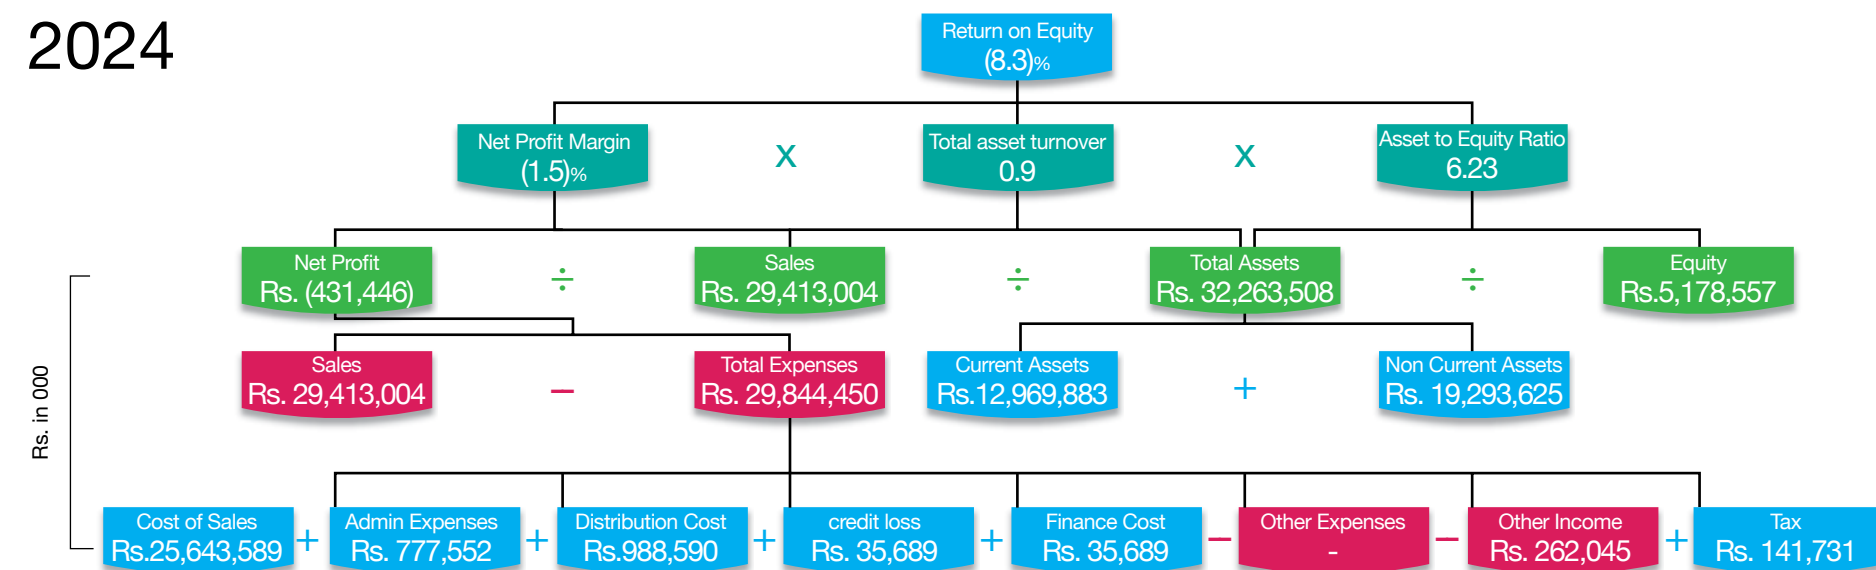 2024
Return on Equity
(8.3)%
Net Profit Margin
(1.5)%
x
Total asset turnover
0.9
x
Asset to Equity Ratio
6.23
Net Profit
Rs. (431,446)
÷
Sales
Rs. 29,413,004
÷
Total Assets
Rs. 32,263,508
÷
Equity
Rs.5,178,557
Rs. in 000
Sales
Rs. 29,413,004
–
Total Expenses
Rs. 29,844,450
Current Assets
Rs.12,969,883
+
Non Current Assets
Rs. 19,293,625
Cost of Sales
Rs.25,643,589
+
Admin Expenses
Rs. 777,552
+
Distribution Cost
Rs.988,590
+
credit loss
Rs. 35,689
+
Finance Cost
Rs. 35,689
–
Other Expenses
-
–
Other Income
Rs. 262,045
+
Tax
Rs. 141,731